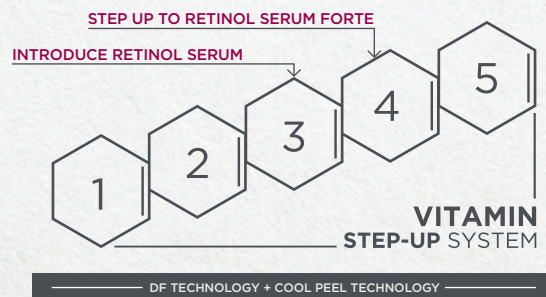 STEP UP TO RETINOL SERUM FORTE
INTRODUCE RETINOL SERUM
1
2
3
4
5
VITAMIN
STEP-UP SYSTEM
DF TECHNOLOGY + COOL PEEL TECHNOLOGY